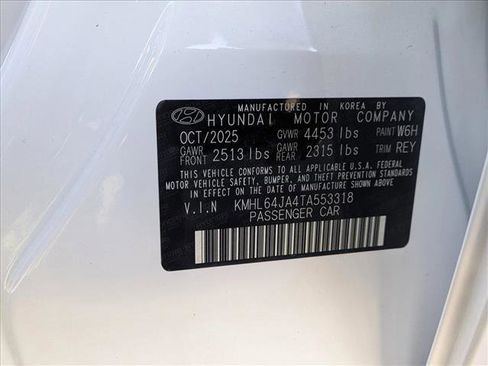 MANUFACTURED IN KOREA BY
HYUNDAI MOTOR COMPANY
OCT/2025 GVWR 4453 lbs PAINT W6H
GAWR FRONT 2513 lbs GAWR REAR 2315 lbs TRIM REY
THIS VEHICLE CONFORMS TO ALL APPLICABLE U.S.A. FEDERAL
MOTOR VEHICLE SAFETY, BUMPER, AND THEFT PREVENTION
STANDARDS IN EFFECT ON THE DATE OF
MANUFACTURE SHOWN ABOVE
V.I.N KMHL64JA4TA553318
PASSENGER CAR